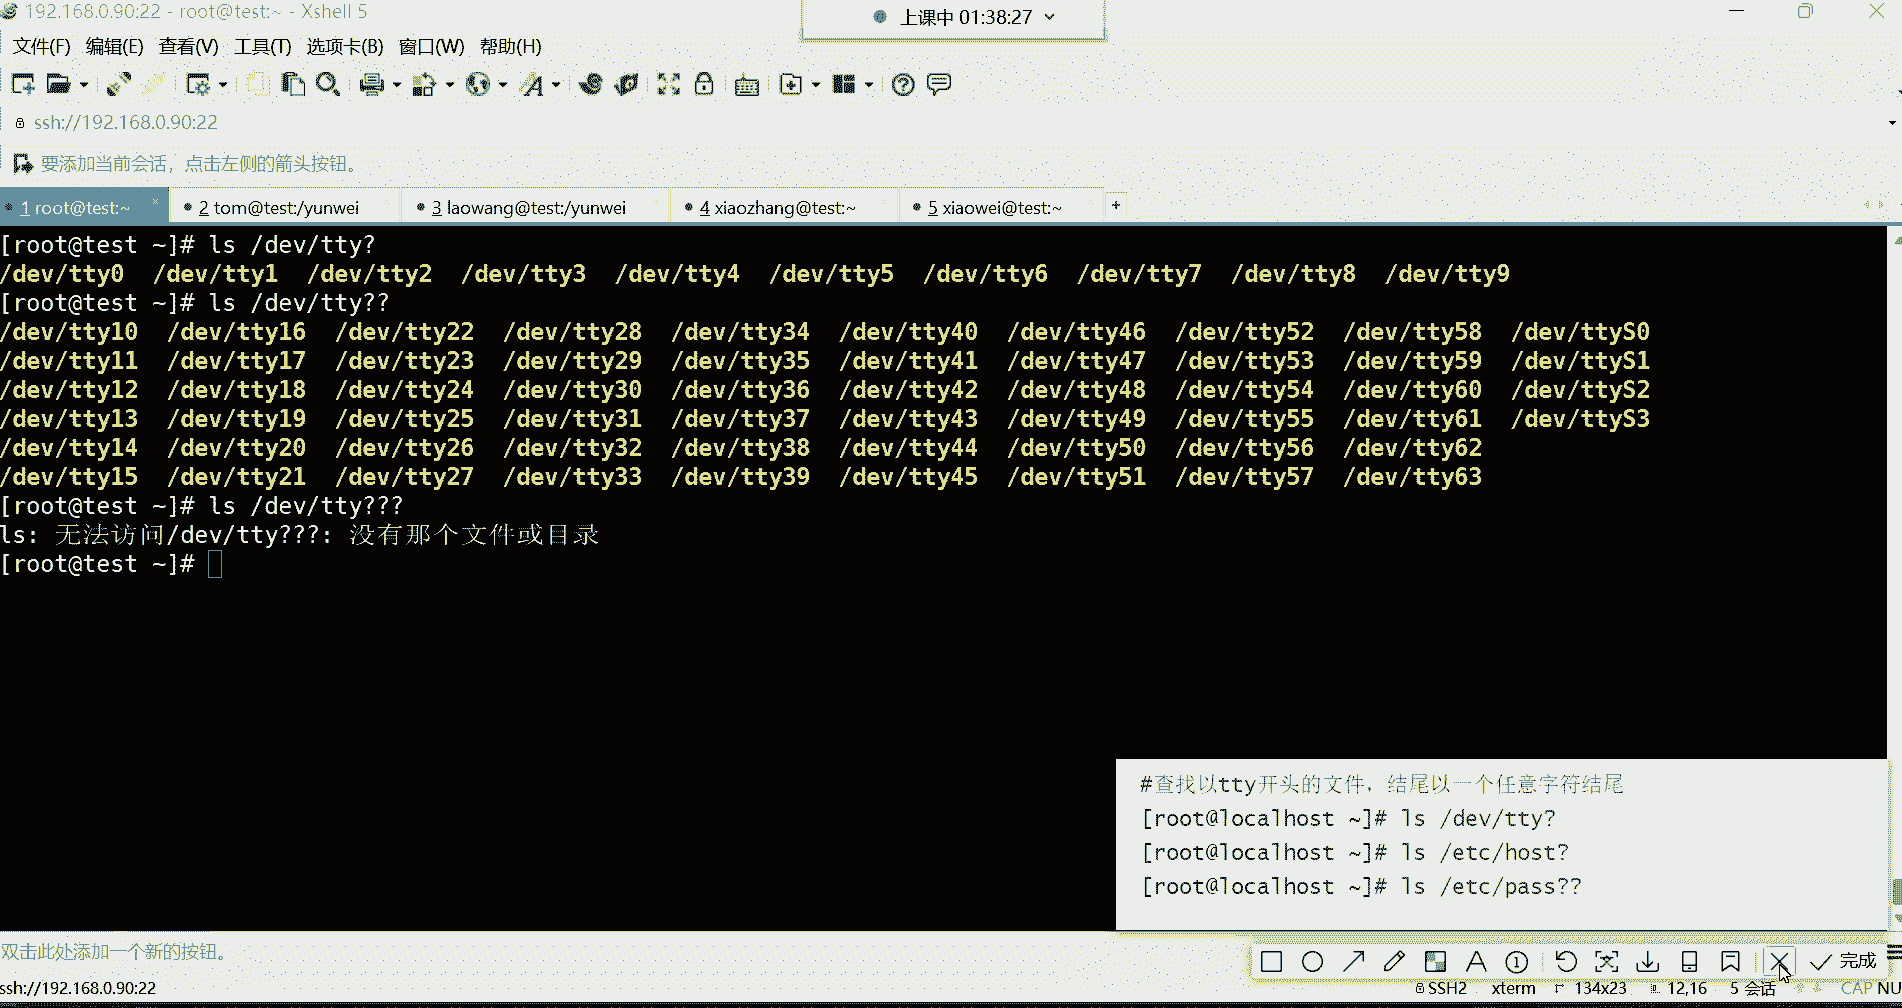 192.168.0.90:22 - root@test:~ - Xshell 5
上课中 01:38:27
文件(F) 编辑(E) 查看(V) 工具(T) 选项卡(B) 窗口(W) 帮助(H)
ssh://192.168.0.90:22
要添加当前会话，点击左侧的箭头按钮。
1 root@test:~ × 2 tom@test:/yunwei 3 laowang@test:/yunwei 4 xiaozhang@test:~ 5 xiaowei@test:~ +
[root@test ~]# ls /dev/tty?
/dev/tty0 /dev/tty1 /dev/tty2 /dev/tty3 /dev/tty4 /dev/tty5 /dev/tty6 /dev/tty7 /dev/tty8 /dev/tty9
[root@test ~]# ls /dev/tty??
/dev/tty10 /dev/tty16 /dev/tty22 /dev/tty28 /dev/tty34 /dev/tty40 /dev/tty46 /dev/tty52 /dev/tty58 /dev/ttyS0
/dev/tty11 /dev/tty17 /dev/tty23 /dev/tty29 /dev/tty35 /dev/tty41 /dev/tty47 /dev/tty53 /dev/tty59 /dev/ttyS1
/dev/tty12 /dev/tty18 /dev/tty24 /dev/tty30 /dev/tty36 /dev/tty42 /dev/tty48 /dev/tty54 /dev/tty60 /dev/ttyS2
/dev/tty13 /dev/tty19 /dev/tty25 /dev/tty31 /dev/tty37 /dev/tty43 /dev/tty49 /dev/tty55 /dev/tty61 /dev/ttyS3
/dev/tty14 /dev/tty20 /dev/tty26 /dev/tty32 /dev/tty38 /dev/tty44 /dev/tty50 /dev/tty56 /dev/tty62
/dev/tty15 /dev/tty21 /dev/tty27 /dev/tty33 /dev/tty39 /dev/tty45 /dev/tty51 /dev/tty57 /dev/tty63
[root@test ~]# ls /dev/tty???
ls: 无法访问/dev/tty???: 没有那个文件或目录
[root@test ~]#
#查找以tty开头的文件，结尾以一个任意字符结尾
[root@localhost ~]# ls /dev/tty?
[root@localhost ~]# ls /etc/host?
[root@localhost ~]# ls /etc/pass??
双击此处添加一个新的按钮。
完成
ssh://192.168.0.90:22 SSH2 xterm 134x23 12,16 5 会话 CAP NU